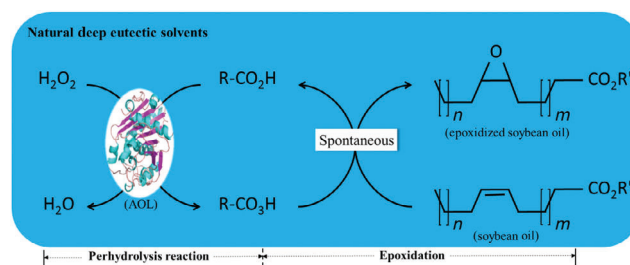 Natural deep eutectic solvents
H₂O₂
R-CO₂H
O
CO₂R'
n
m
(epoxidized soybean oil)
Spontaneous
(AOL)
H₂O
R-CO₃H
CO₂R'
n
m
(soybean oil)
Perhydrolysis reaction
Epoxidation